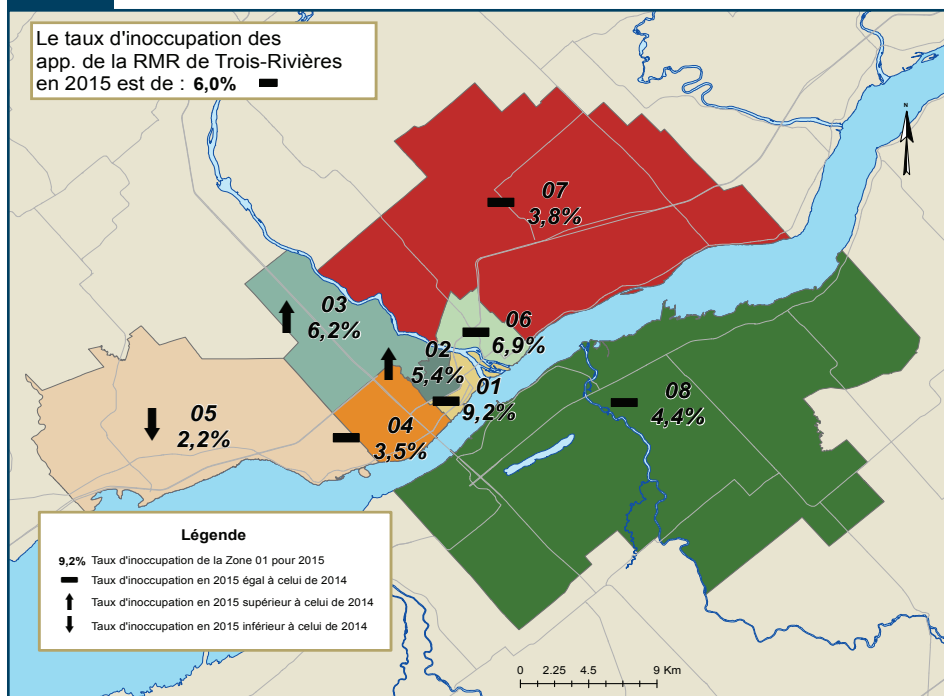 Le taux d'inoccupation des
app. de la RMR de Trois-Rivières
en 2015 est de : 6,0%
N
07
3,8%
03
6,2%
06
6,9%
02
5,4%
01
9,2%
08
4,4%
05
2,2%
04
3,5%
Légende
9,2% Taux d'inoccupation de la Zone 01 pour 2015
Taux d'inoccupation en 2015 égal à celui de 2014
Taux d'inoccupation en 2015 supérieur à celui de 2014
Taux d'inoccupation en 2015 inférieur à celui de 2014
0 2.25 4.5 9 Km